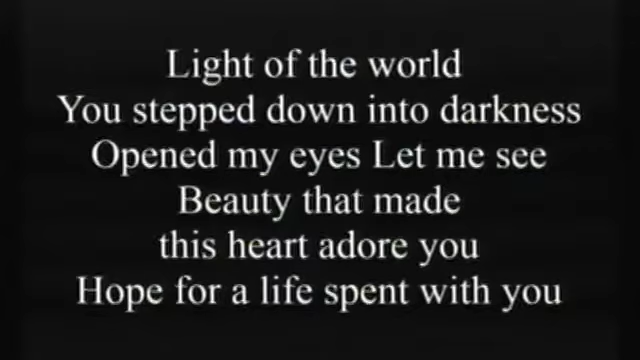 Light of the world
You stepped down into darkness
Opened my eyes Let me see
Beauty that made
this heart adore you
Hope for a life spent with you